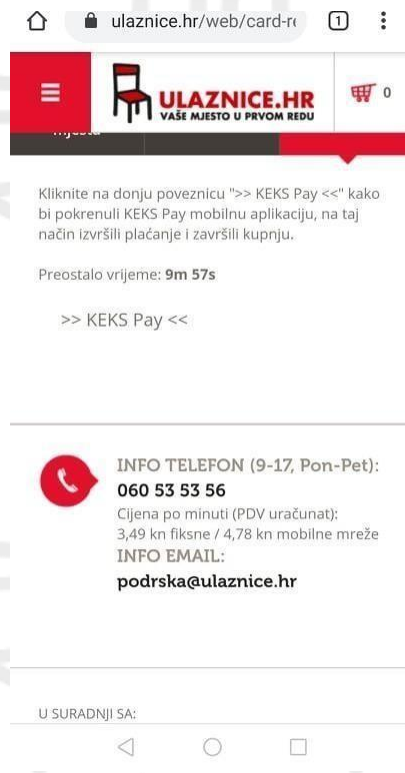 ulaznice.hr/web/card-re
1
ULAZNICE.HR
VAŠE MJESTO U PRVOM REDU
0
mjesta
Kliknite na donju poveznicu ">> KEKS Pay <<" kako
bi pokrenuli KEKS Pay mobilnu aplikaciju, na taj
način izvršili plaćanje i završili kupnju.
Preostalo vrijeme: 9m 57s
>> KEKS Pay <<
INFO TELEFON (9-17, Pon-Pet):
060 53 53 56
Cijena po minuti (PDV uračunat):
3,49 kn fiksne / 4,78 kn mobilne mreže
INFO EMAIL:
podrska@ulaznice.hr
U SURADNJI SA: